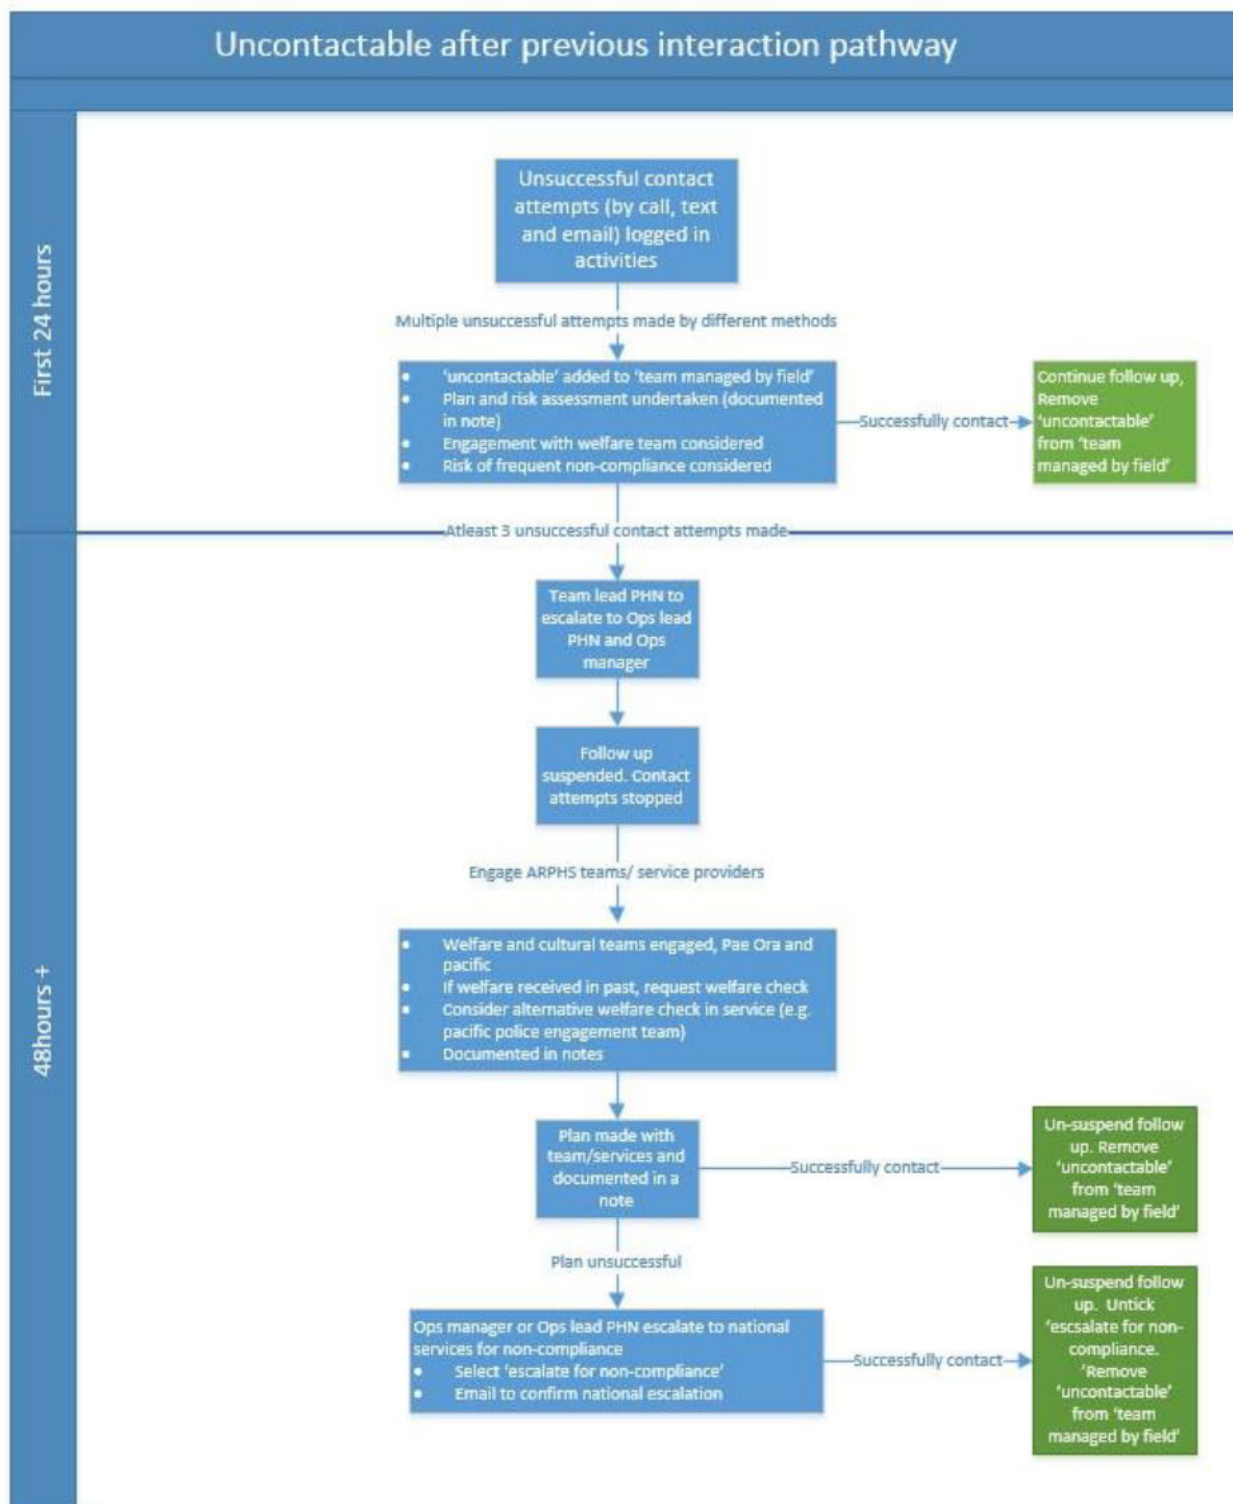 Uncontactable after previous interaction pathway
First 24 hours
Unsuccessful contact
attempts (by call, text
and email) logged in
activities
Multiple unsuccessful attempts made by different methods
• 'uncontactable' added to 'team managed by field'
• Plan and risk assessment undertaken (documented
in note)
• Engagement with welfare team considered
• Risk of frequent non-compliance considered
Successfully contact
Continue follow up,
Remove
'uncontactable'
from 'team
managed by field'
Atleast 3 unsuccessful contact attempts made
48hours +
Team lead PHN to
escalate to Ops lead
PHN and Ops
manager
Follow up
suspended. Contact
attempts stopped
Engage ARPHS teams/ service providers
• Welfare and cultural teams engaged, Pae Ora and
pacific
• If welfare received in past, request welfare check
• Consider alternative welfare check in service (e.g.
pacific police engagement team)
• Documented in notes
Plan made with
team/services and
documented in a
note
Successfully contact
Un-suspend follow
up. Remove
'uncontactable'
from 'team
managed by field'
Plan unsuccessful
Ops manager or Ops lead PHN escalate to national
services for non-compliance
• Select 'escalate for non-compliance'
• Email to confirm national escalation
Successfully contact
Un-suspend follow
up. Untick
'escsalate for non-
compliance.
'Remove
'uncontactable'
from 'team
managed by field'